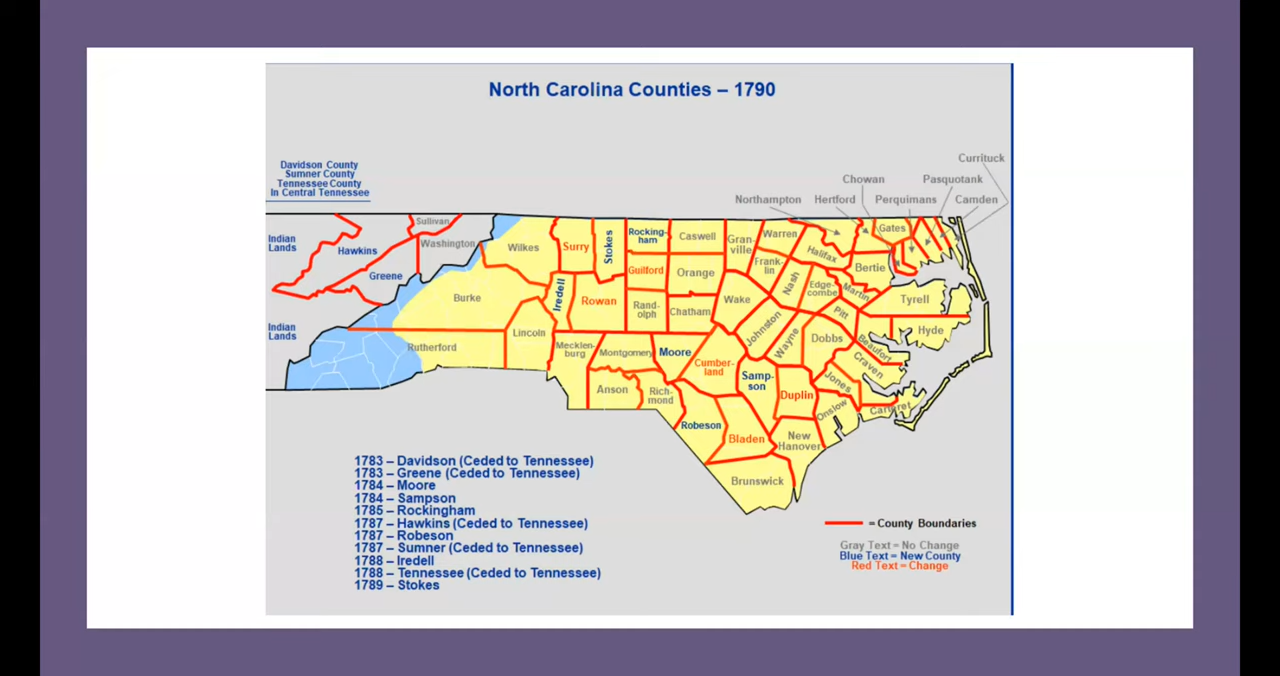 North Carolina Counties – 1790
Currituck
Davidson County
Sumner County
Tennessee County
In Central Tennessee
Chowan
Pasquotank
Northampton
Hertford
Perquimans
Camden
Sullivan
Indian
Lands
Hawkins
Washington
Greene
Wilkes
Surry
Stokes
Rocking-
ham
Caswell
Gran-
ville
Warren
Halifax
Gates
Bertie
Guilford
Orange
Frank-
lin
Nash
Edge-
combe
Martin
Tyrell
Burke
Iredell
Rowan
Rand-
olph
Chatham
Wake
Johnston
Pitt
Hyde
Indian
Lands
Rutherford
Lincoln
Mecklen-
burg
Montgomery
Moore
Cumber-
land
Wayne
Dobbs
Beaufort
Craven
Anson
Rich-
mond
Samp-
son
Duplin
Jones
Onslow
Carteret
Robeson
Bladen
New
Hanover
Brunswick
1783 – Davidson (Ceded to Tennessee)
1783 – Greene (Ceded to Tennessee)
1784 – Moore
1784 – Sampson
1785 – Rockingham
1787 – Hawkins (Ceded to Tennessee)
1787 – Robeson
1787 – Sumner (Ceded to Tennessee)
1788 – Iredell
1788 – Tennessee (Ceded to Tennessee)
1789 – Stokes
= County Boundaries
Gray Text = No Change
Blue Text = New County
Red Text = Change